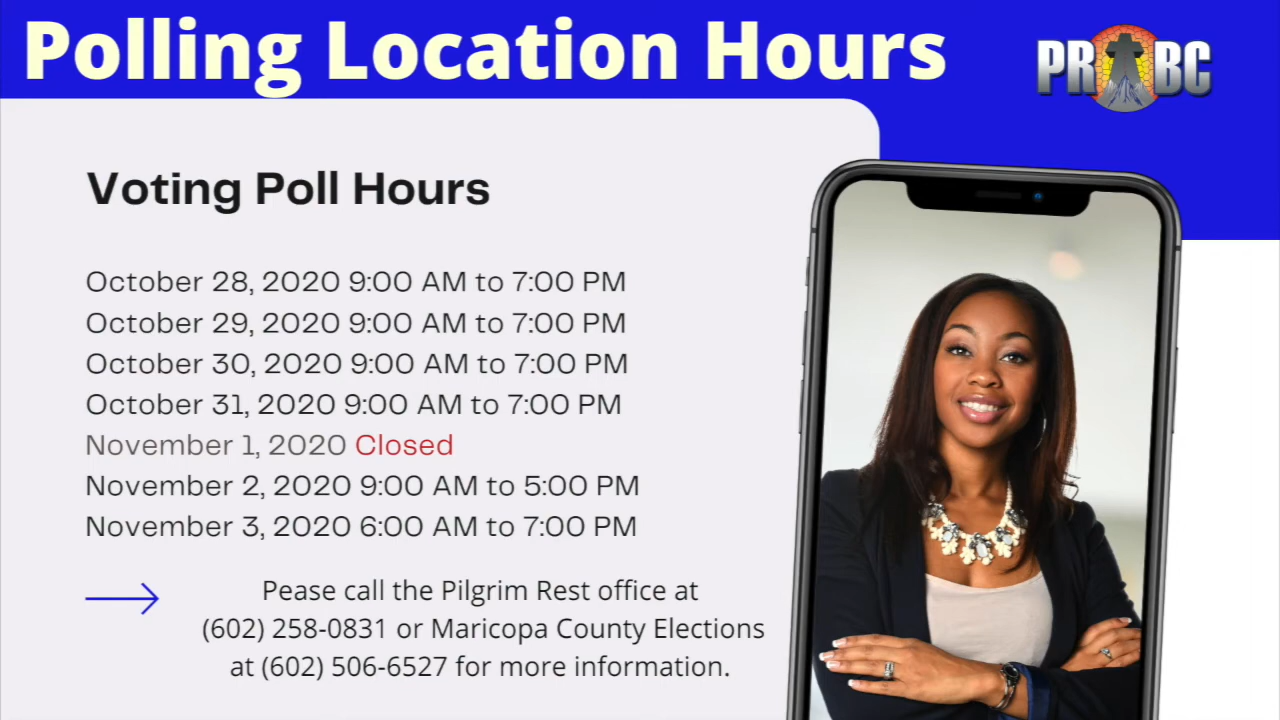 Polling Location Hours
PRBC
Voting Poll Hours
October 28, 2020 9:00 AM to 7:00 PM
October 29, 2020 9:00 AM to 7:00 PM
October 30, 2020 9:00 AM to 7:00 PM
October 31, 2020 9:00 AM to 7:00 PM
November 1, 2020 Closed
November 2, 2020 9:00 AM to 5:00 PM
November 3, 2020 6:00 AM to 7:00 PM
Pease call the Pilgrim Rest office at
(602) 258-0831 or Maricopa County Elections
at (602) 506-6527 for more information.